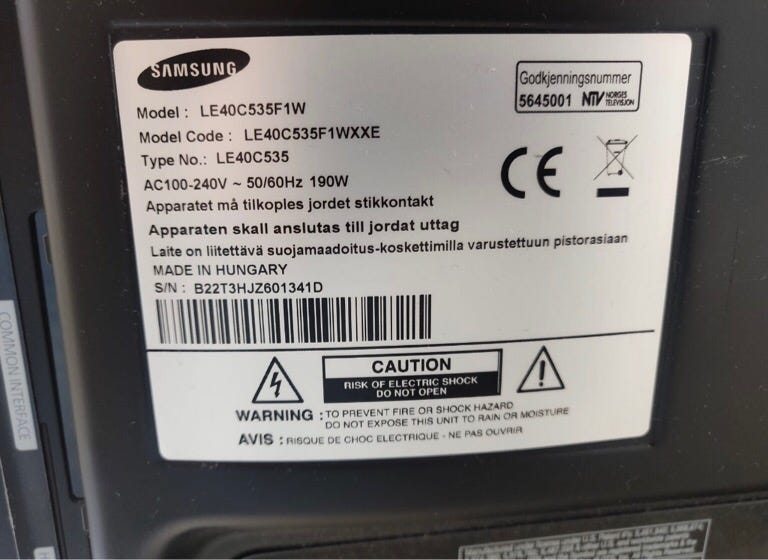 SAMSUNG
Godkjenningsnummer
5645001 NTV NORGES TELEVISJON
Model : LE40C535F1W
Model Code : LE40C535F1WXXE
Type No.: LE40C535
AC100-240V ~ 50/60Hz 190W
Apparatet må tilkoples jordet stikkontakt
Apparaten skall anslutas till jordat uttag
Laite on liitettävä suojamaadoitus-koskettimilla varustettuun pistorasiaan
MADE IN HUNGARY
S/N : B22T3HJZ601341D
CE
CAUTION
RISK OF ELECTRIC SHOCK
DO NOT OPEN
WARNING : TO PREVENT FIRE OR SHOCK HAZARD
DO NOT EXPOSE THIS UNIT TO RAIN OR MOISTURE
AVIS : RISQUE DE CHOC ELECTRIQUE - NE PAS OUVRIR
COMMON INTERFACE